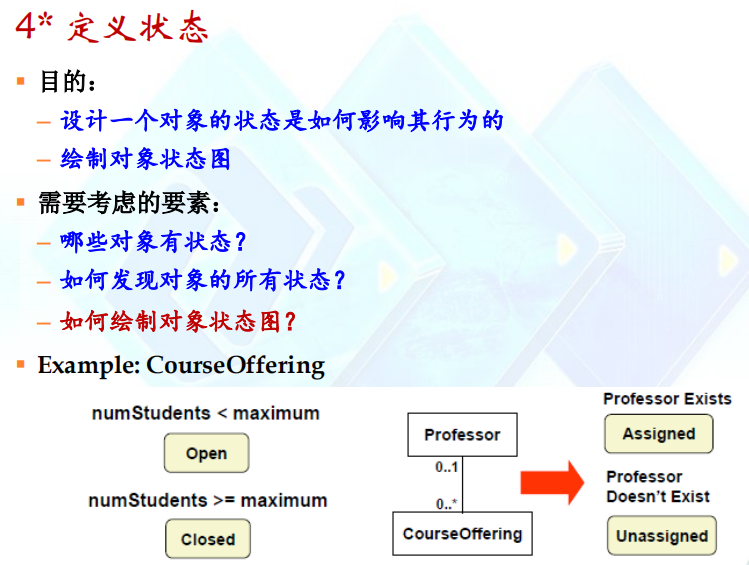 4* 定义状态
目的：
– 设计一个对象的状态是如何影响其行为的
– 绘制对象状态图
需要考虑的要素：
– 哪些对象有状态？
– 如何发现对象的所有状态？
– 如何绘制对象状态图？
Example: CourseOffering
numStudents < maximum
Open
numStudents >= maximum
Closed
Professor
0..1
0..*
CourseOffering
Professor Exists
Assigned
Professor
Doesn't Exist
Unassigned